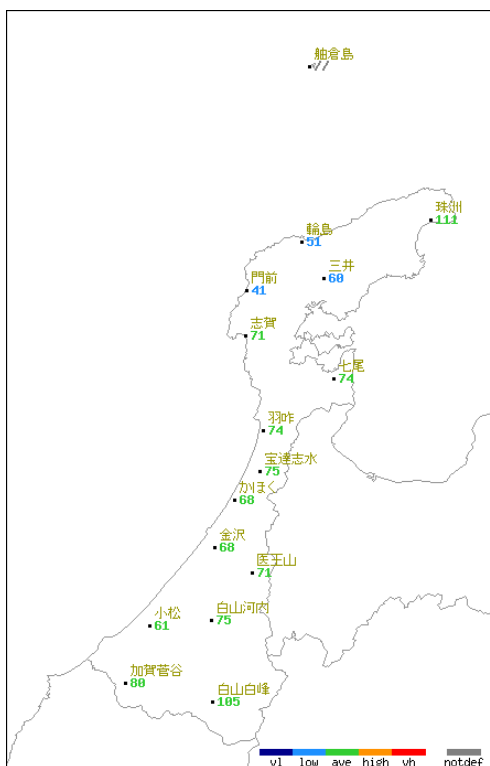 舳倉島
//
珠洲
111
輪島
51
三井
60
門前
41
志賀
71
七尾
74
羽咋
74
宝達志水
75
かほく
68
金沢
68
医王山
71
白山河内
75
小松
61
加賀菅谷
80
白山白峰
105
vl low ave high vh notdef